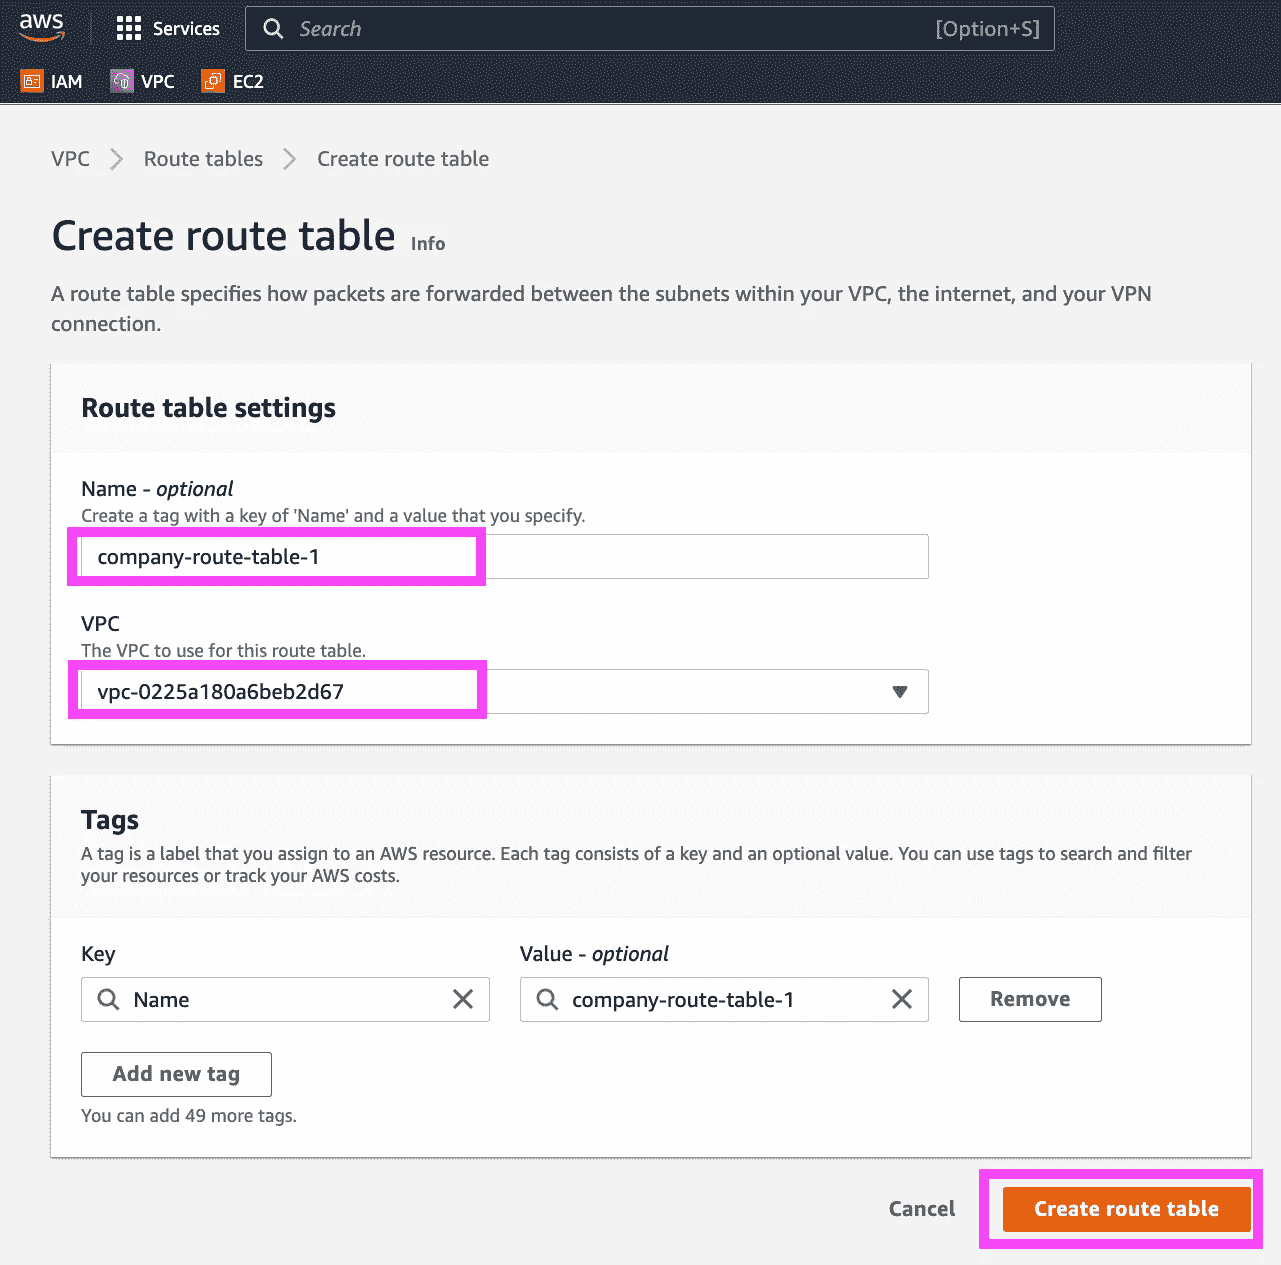 aws
Services
Search
[Option+S]
IAM
VPC
EC2
VPC
Route tables
Create route table
Create route table Info
A route table specifies how packets are forwarded between the subnets within your VPC, the internet, and your VPN
connection.
Route table settings
Name - optional
Create a tag with a key of 'Name' and a value that you specify.
company-route-table-1
VPC
The VPC to use for this route table.
vpc-0225a180a6beb2d67
Tags
A tag is a label that you assign to an AWS resource. Each tag consists of a key and an optional value. You can use tags to search and filter
your resources or track your AWS costs.
Key
Value - optional
Name
company-route-table-1
Remove
Add new tag
You can add 49 more tags.
Cancel
Create route table